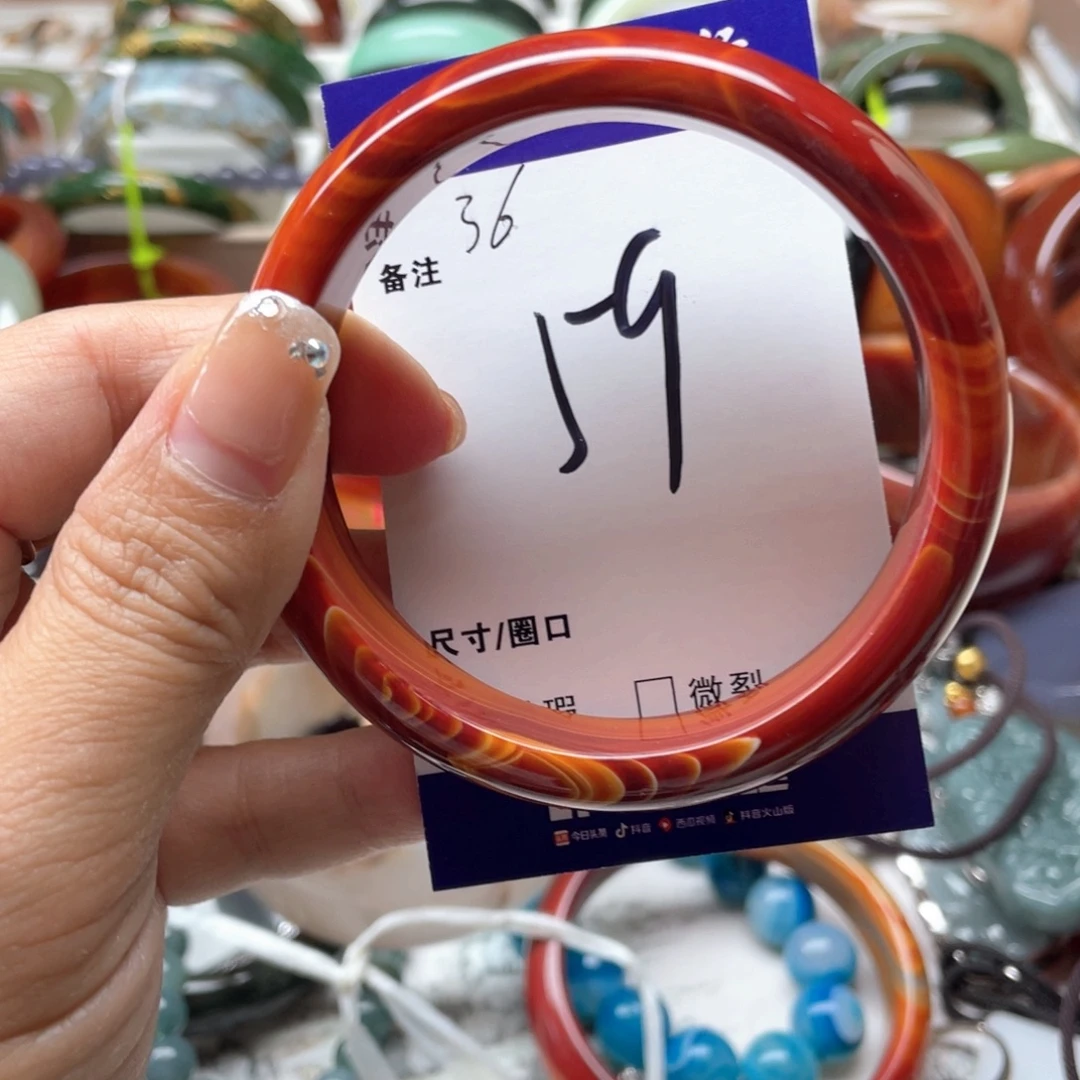 36
备注
59
尺寸/圈口
瑕 □ 微裂
今日头条 抖音 西瓜视频 抖音火山版